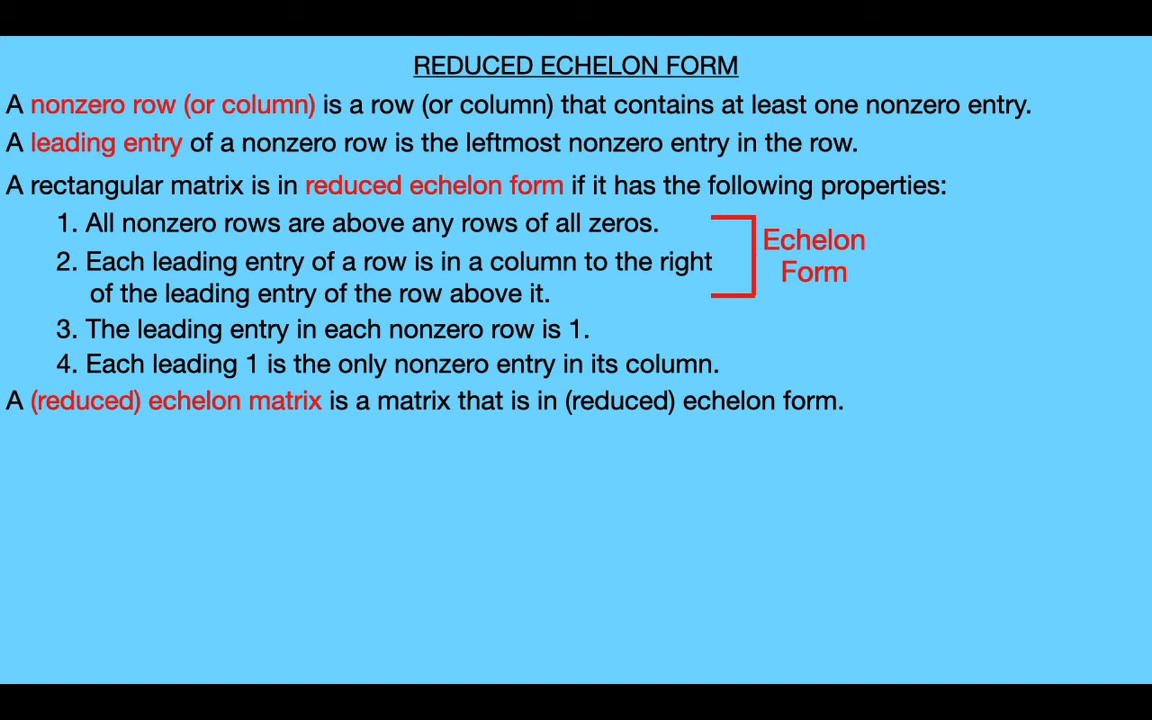 REDUCED ECHELON FORM
A nonzero row (or column) is a row (or column) that contains at least one nonzero entry.
A leading entry of a nonzero row is the leftmost nonzero entry in the row.
A rectangular matrix is in reduced echelon form if it has the following properties:
1. All nonzero rows are above any rows of all zeros.
2. Each leading entry of a row is in a column to the right
of the leading entry of the row above it.
Echelon
Form
3. The leading entry in each nonzero row is 1.
4. Each leading 1 is the only nonzero entry in its column.
A (reduced) echelon matrix is a matrix that is in (reduced) echelon form.